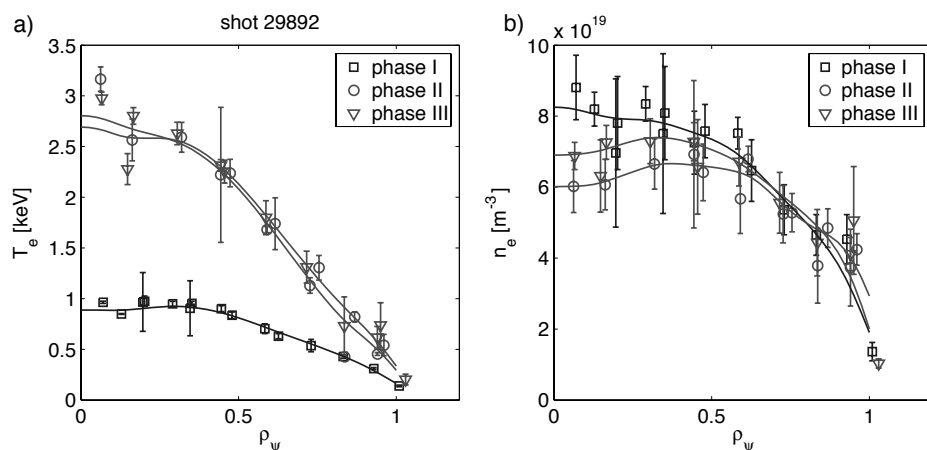 a)
shot 29892
3.5
3
2.5
2
1.5
1
0.5
0
T_e [keV]
0
0.5
1
ρ_ψ
phase I
phase II
phase III
b)
x 10^19
10
8
6
4
2
0
n_e [m^-3]
0
0.5
1
ρ_ψ
phase I
phase II
phase III